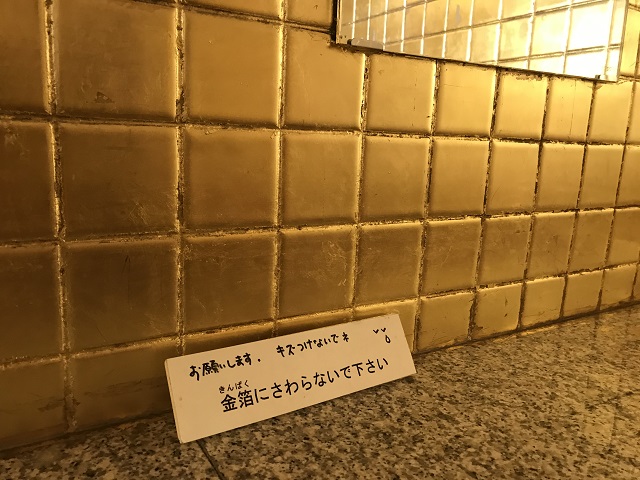 お願いします. キズつけないでネ
きんぱく
金箔にさわらないで下さい